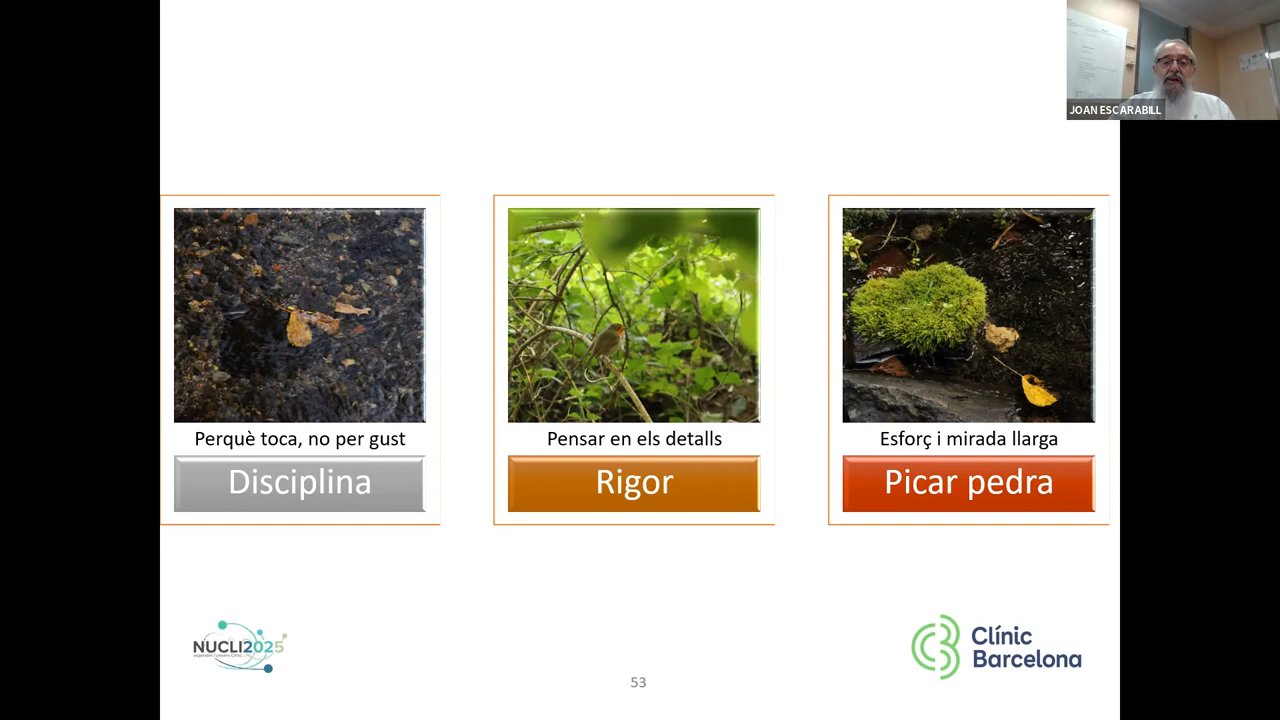 JOAN ESCARABILL
Perquè toca, no per gust
Disciplina
Pensar en els detalls
Rigor
Esforç i mirada llarga
Picar pedra
NUCLI2025
Clínic
Barcelona
53